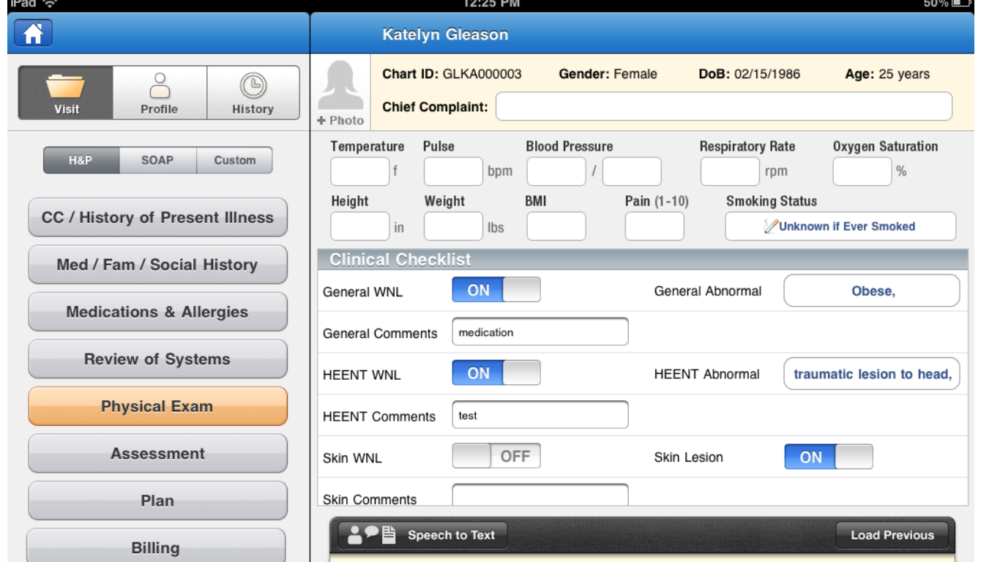 iPad 12:25 PM 50%
Katelyn Gleason
Visit Profile History
H&P SOAP Custom
CC / History of Present Illness
Med / Fam / Social History
Medications & Allergies
Review of Systems
Physical Exam
Assessment
Plan
Billing
+ Photo
Chart ID: GLKA000003 Gender: Female DoB: 02/15/1986 Age: 25 years
Chief Complaint:
Temperature Pulse Blood Pressure Respiratory Rate Oxygen Saturation
f bpm / rpm %
Height Weight BMI Pain (1-10) Smoking Status
in lbs Unknown if Ever Smoked
Clinical Checklist
General WNL ON General Abnormal Obese,
General Comments medication
HEENT WNL ON HEENT Abnormal traumatic lesion to head,
HEENT Comments test
Skin WNL OFF Skin Lesion ON
Skin Comments
Speech to Text Load Previous